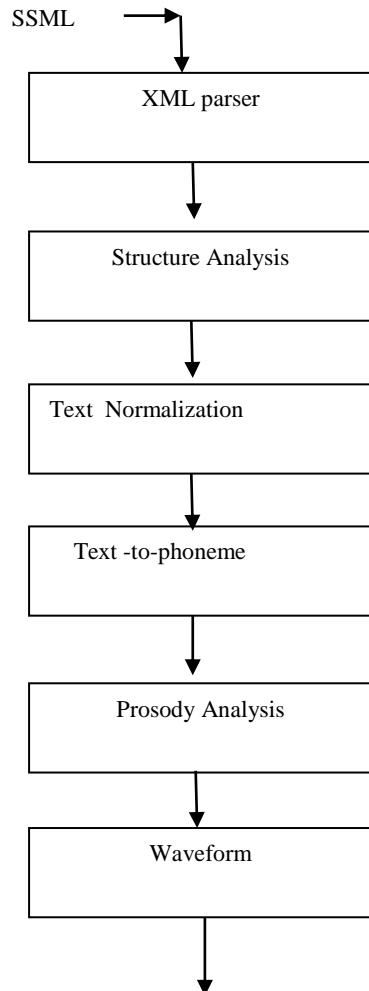 SSML
XML parser
Structure Analysis
Text Normalization
Text -to-phoneme
Prosody Analysis
Waveform